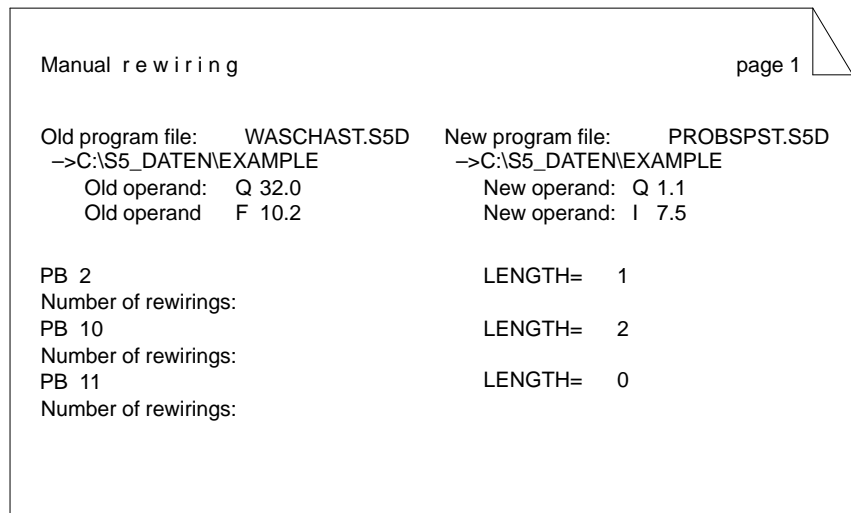 Manual r e w i r i n g page 1
Old program file: WASCHAST.S5D New program file: PROBSPST.S5D
–>C:\S5_DATEN\EXAMPLE –>C:\S5_DATEN\EXAMPLE
Old operand: Q 32.0 New operand: Q 1.1
Old operand F 10.2 New operand: I 7.5
PB 2 LENGTH= 1
Number of rewirings:
PB 10 LENGTH= 2
Number of rewirings:
PB 11 LENGTH= 0
Number of rewirings: